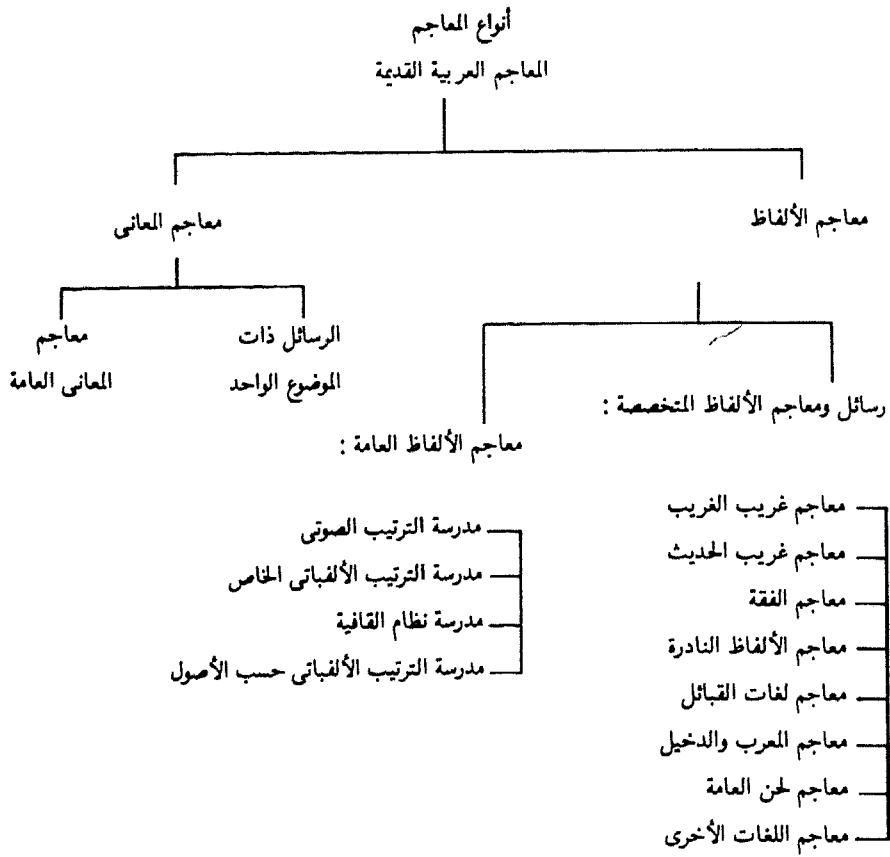 أنواع المعاجم
المعاجم العربية القديمة
معاجم الألفاظ
معاجم المعانى
رسائل ومعاجم الألفاظ المتخصصة :
معاجم غريب الغريب
معاجم غريب الحديث
معاجم الفقة
معاجم الألفاظ النادرة
معاجم لغات القبائل
معاجم المعرب والدخيل
معاجم لحن العامة
معاجم اللغات الأخرى
معاجم الألفاظ العامة :
مدرسة الترتيب الصوتى
مدرسة الترتيب الألفباتى الخاص
مدرسة نظام القافية
مدرسة الترتيب الألفباتى حسب الأصول
الرسائل ذات
الموضوع الواحد
معاجم
المعانى العامة